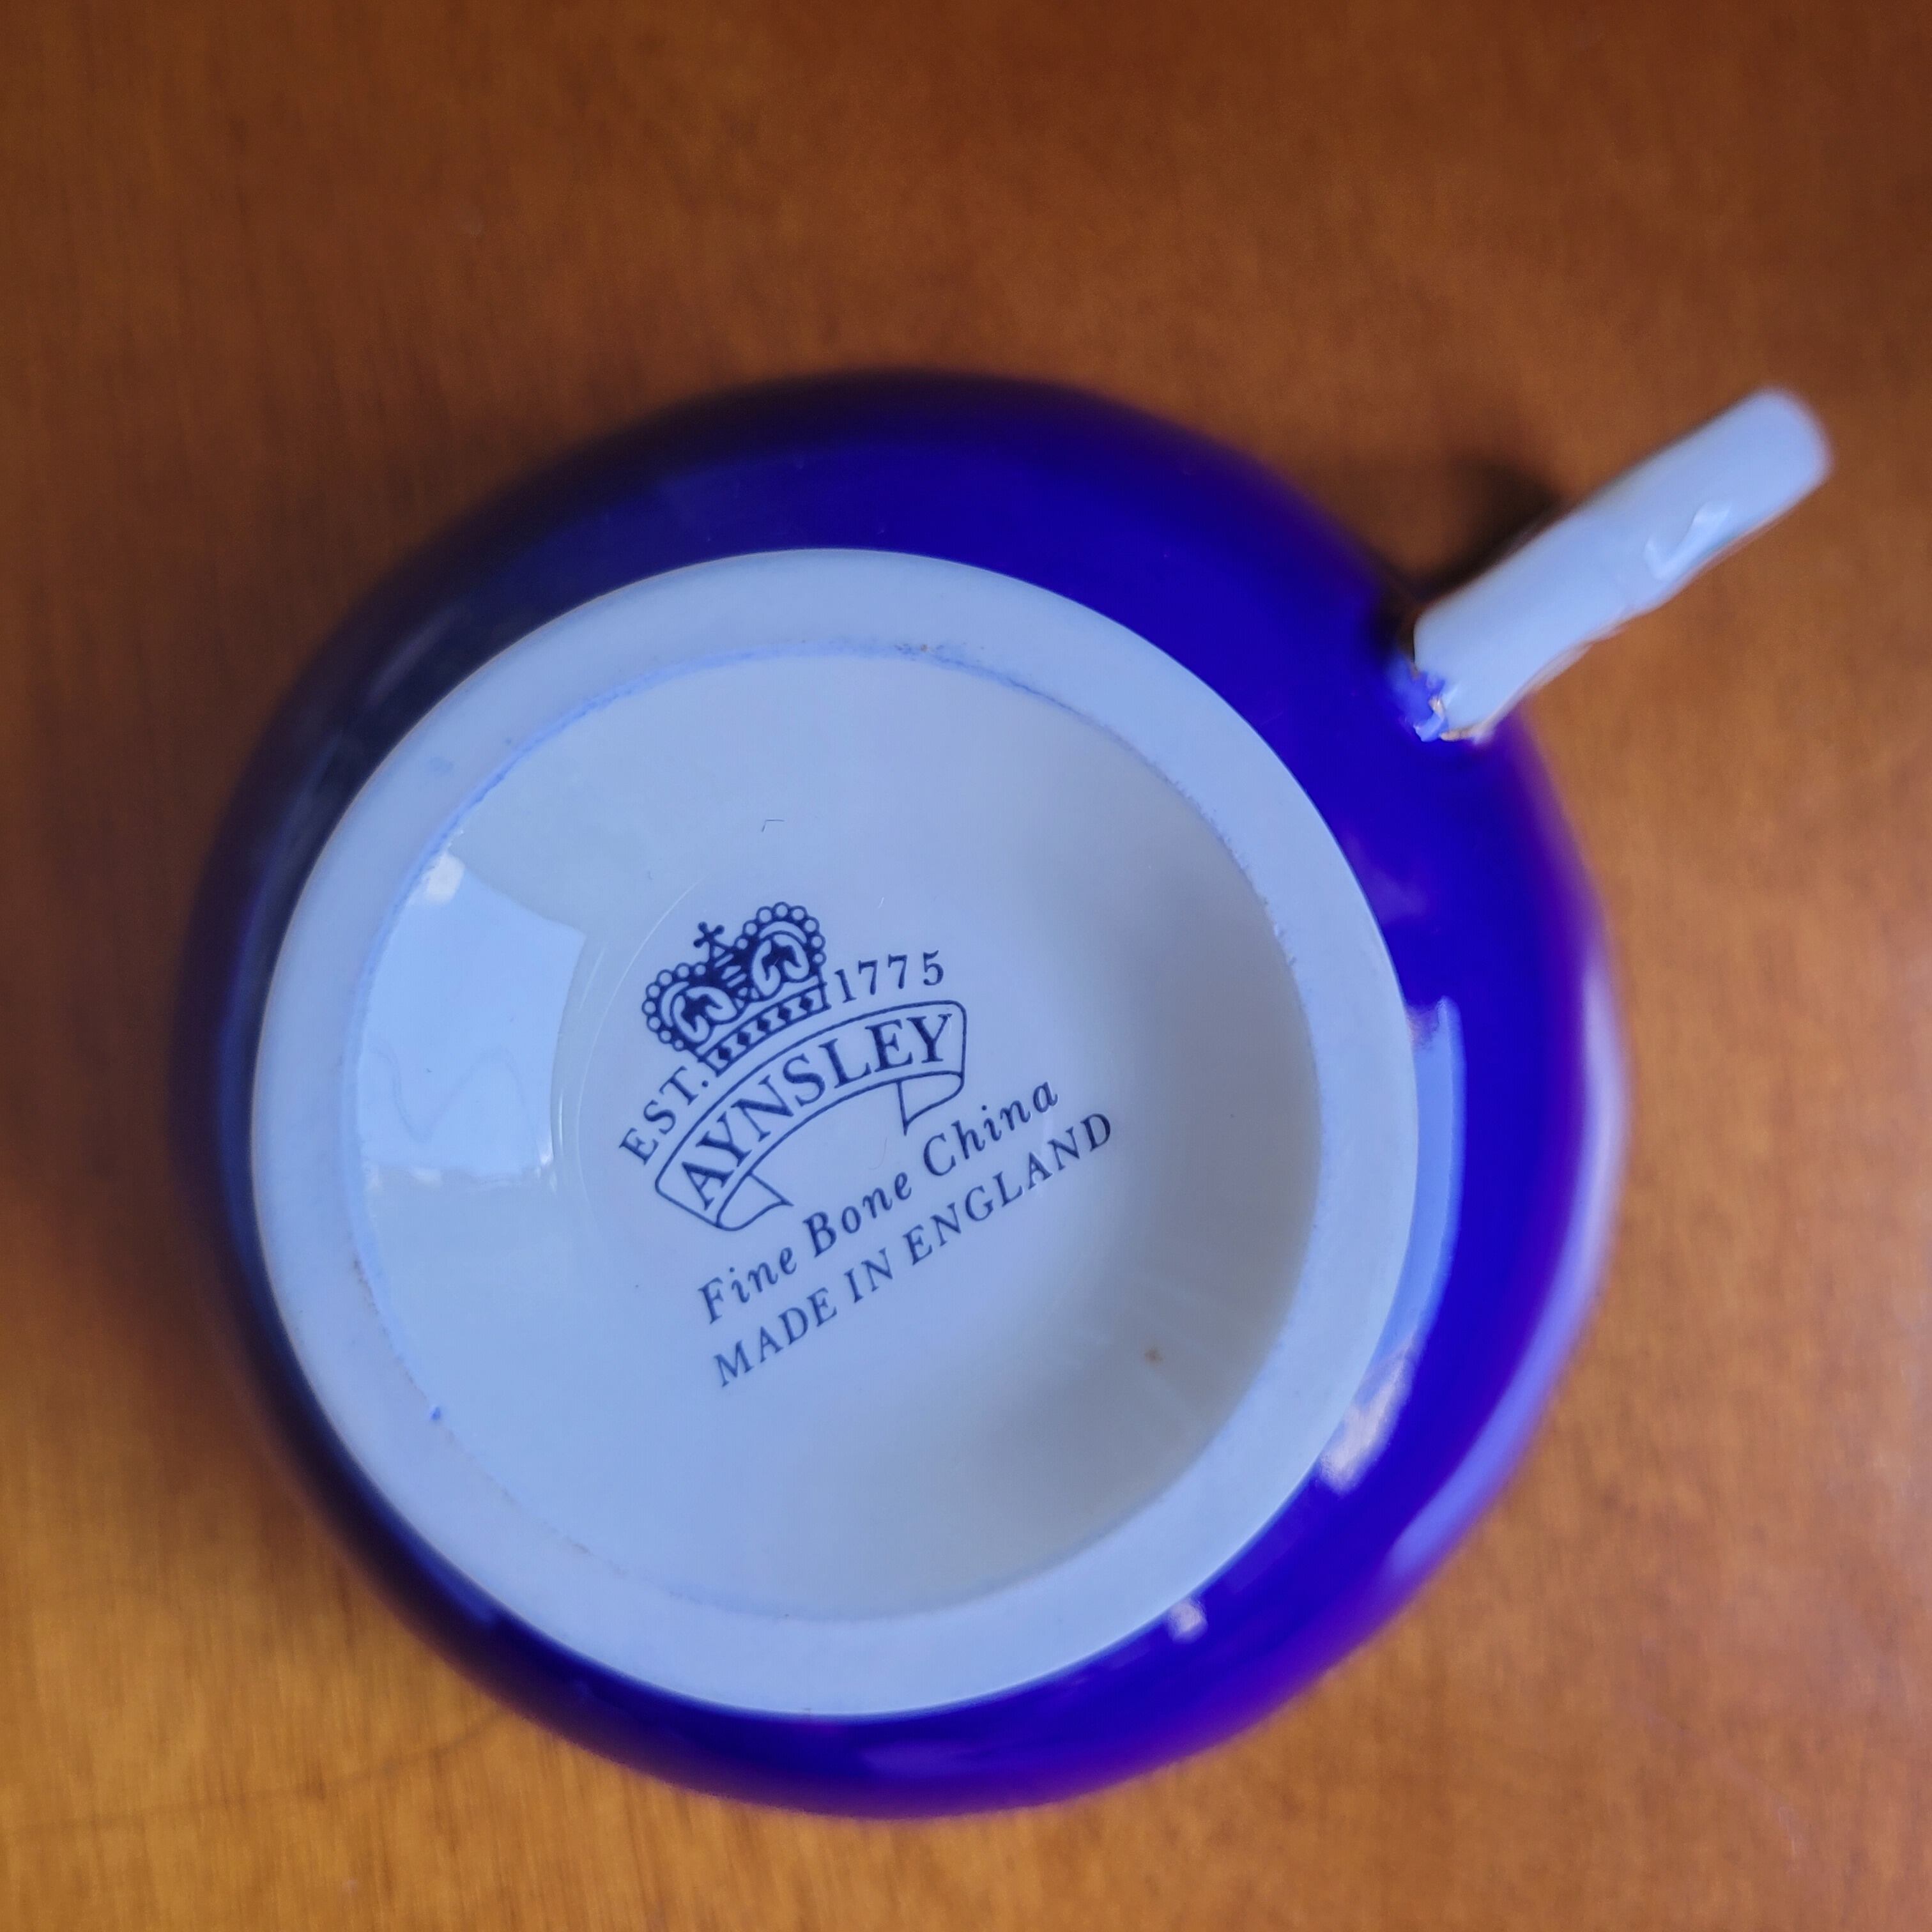 EST. 1775
AYNSLEY
Fine Bone China
MADE IN ENGLAND